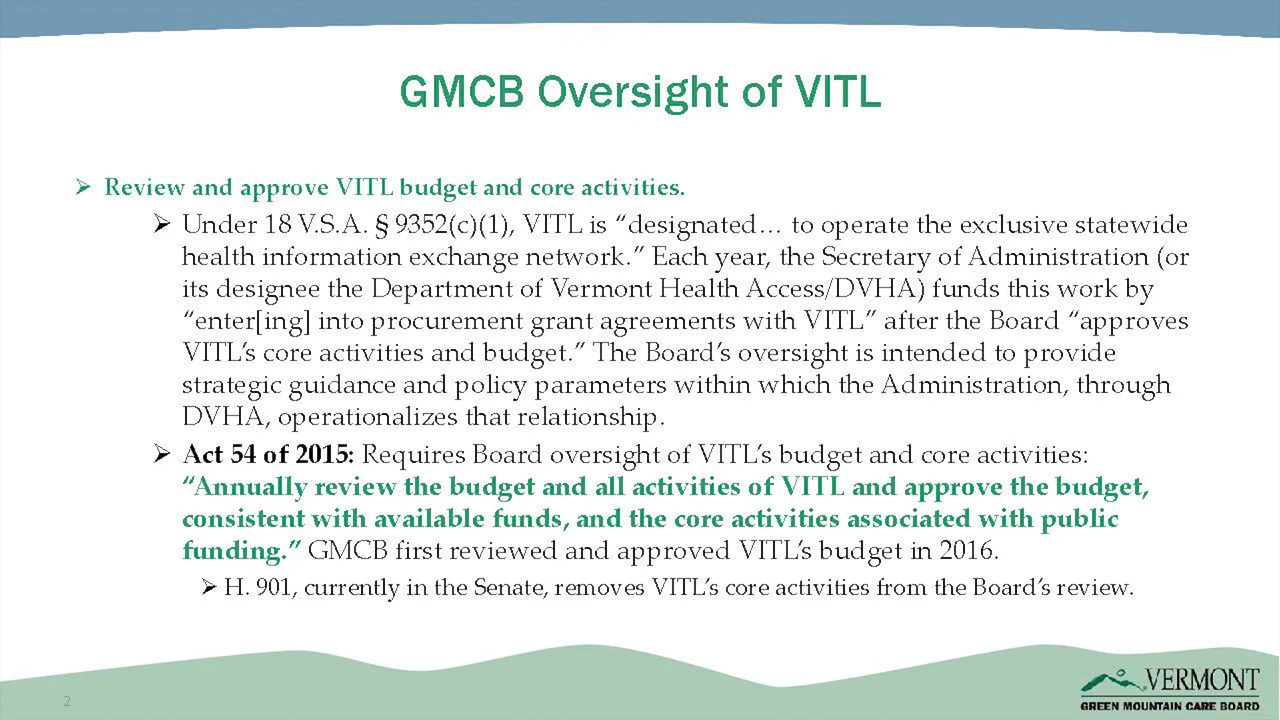 GMCB Oversight of VITL
➢ Review and approve VITL budget and core activities.
➢ Under 18 V.S.A. § 9352(c)(1), VITL is “designated… to operate the exclusive statewide
health information exchange network.” Each year, the Secretary of Administration (or
its designee the Department of Vermont Health Access/DVHA) funds this work by
“enter[ing] into procurement grant agreements with VITL” after the Board “approves
VITL’s core activities and budget.” The Board’s oversight is intended to provide
strategic guidance and policy parameters within which the Administration, through
DVHA, operationalizes that relationship.
➢ Act 54 of 2015: Requires Board oversight of VITL’s budget and core activities:
“Annually review the budget and all activities of VITL and approve the budget,
consistent with available funds, and the core activities associated with public
funding.” GMCB first reviewed and approved VITL’s budget in 2016.
➢ H. 901, currently in the Senate, removes VITL’s core activities from the Board’s review.
2
VERMONT
GREEN MOUNTAIN CARE BOARD